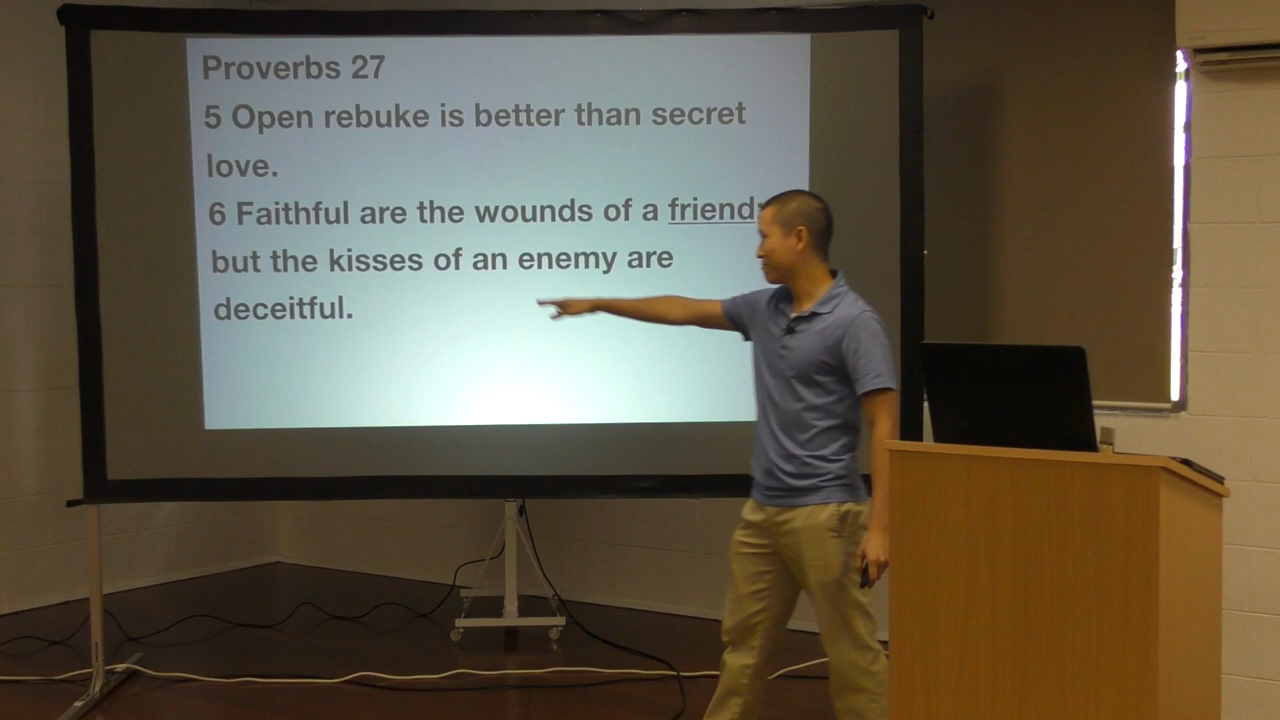 Proverbs 27
5 Open rebuke is better than secret
love.
6 Faithful are the wounds of a friend;
but the kisses of an enemy are
deceitful.